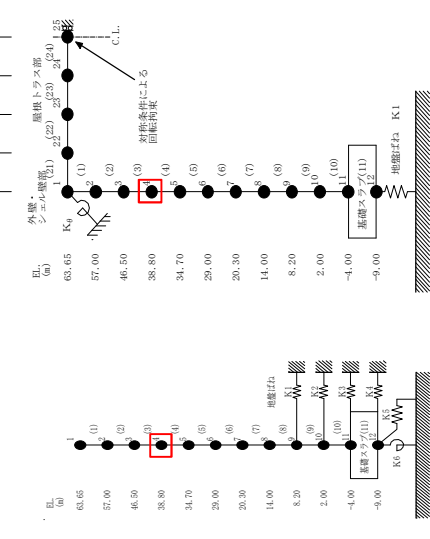 屋根トラス部
(21) (22) (23) (24)
1 22 23 24 25
C.L.
対称条件による
回転拘束
外壁・
シェル壁部
Kθ
EL.
(m)
63.65
57.00
46.50
38.80
34.70
29.00
20.30
14.00
8.20
2.00
-4.00
-9.00
1
2
3
4
5
6
7
8
9
10
11
12
(1)
(2)
(3)
(4)
(5)
(6)
(7)
(8)
(9)
(10)
基礎スラブ(11)
地盤ばね K1
EL.
(m)
63.65
57.00
46.50
38.80
34.70
29.00
20.30
14.00
8.20
2.00
-4.00
-9.00
1
2
3
4
5
6
7
8
9
10
11
12
(1)
(2)
(3)
(4)
(5)
(6)
(7)
(8)
(9)
(10)
基礎スラブ(11)
地盤ばね
K1
K2
K3
K4
K5
K6